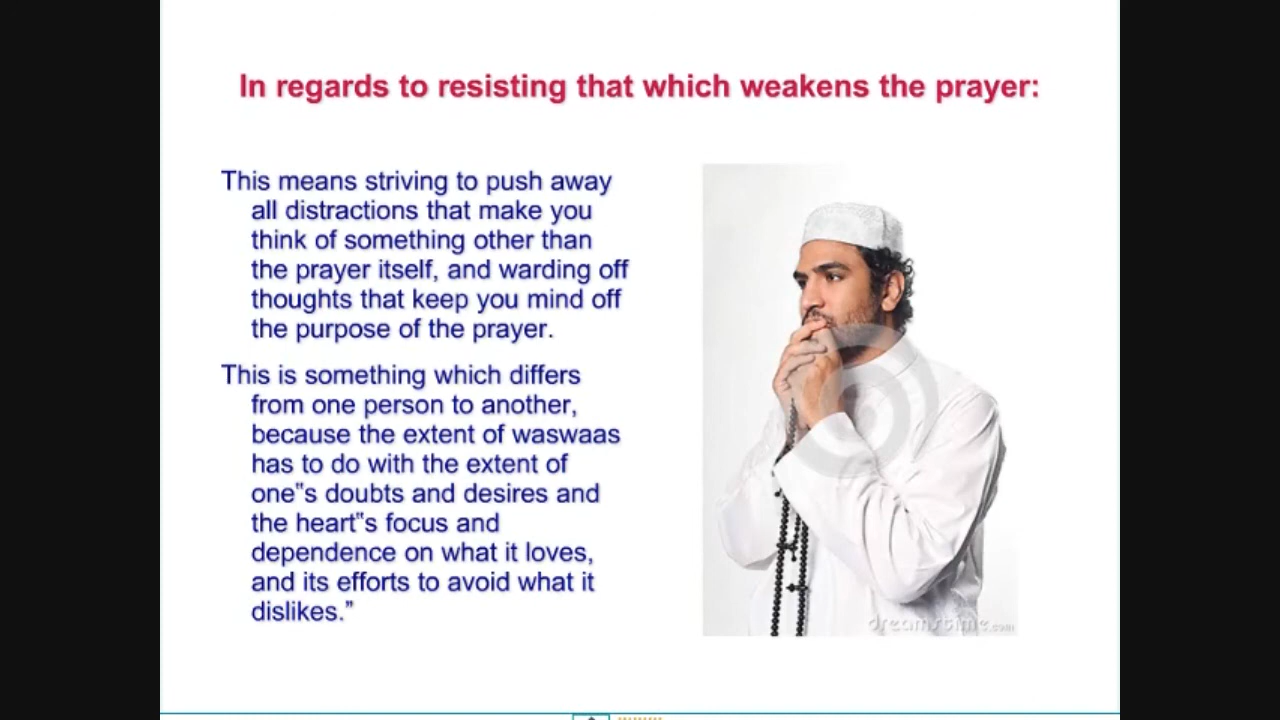 In regards to resisting that which weakens the prayer:
This means striving to push away
all distractions that make you
think of something other than
the prayer itself, and warding off
thoughts that keep you mind off
the purpose of the prayer.
This is something which differs
from one person to another,
because the extent of waswaas
has to do with the extent of
one‟s doubts and desires and
the heart‟s focus and
dependence on what it loves,
and its efforts to avoid what it
dislikes.”
dreamstime.com